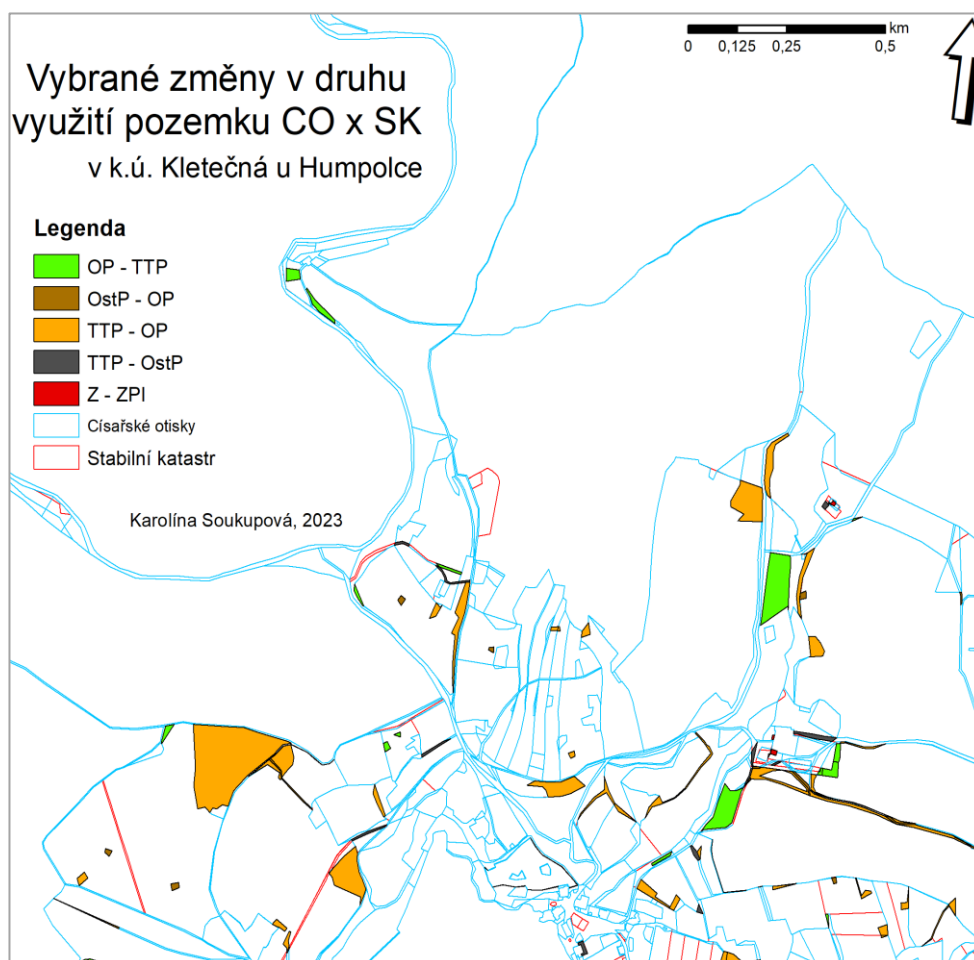 Vybrané změny v druhu
využití pozemku CO x SK
v k.ú. Kletečná u Humpolce
km
0 0,125 0,25 0,5
Legenda
OP - TTP
OstP - OP
TTP - OP
TTP - OstP
Z - ZPI
Císařské otisky
Stabilní katastr
Karolína Soukupová, 2023